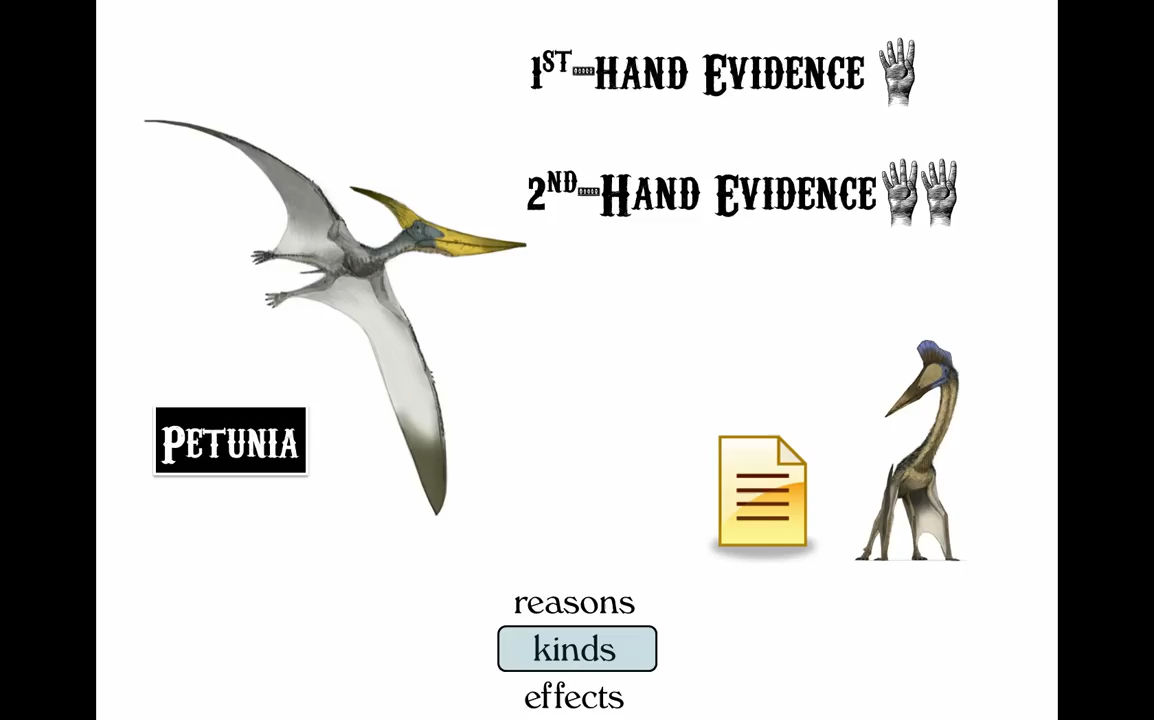 1ST-HAND EVIDENCE
2ND-HAND EVIDENCE
PETUNIA
reasons
kinds
effects